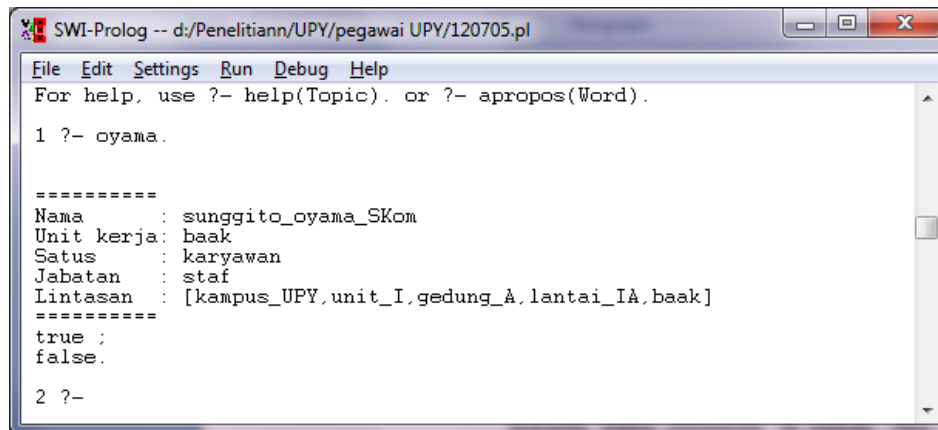 SWI-Prolog -- d:/Penelitiann/UPY/pegawai UPY/120705.pl
File Edit Settings Run Debug Help
For help, use ?- help(Topic). or ?- apropos(Word).
1 ?- oyama.
==========
Nama : sunggito_oyama_SKom
Unit kerja: baak
Satus : karyawan
Jabatan : staf
Lintasan : [kampus_UPY,unit_I,gedung_A,lantai_IA,baak]
==========
true ;
false.
2 ?-